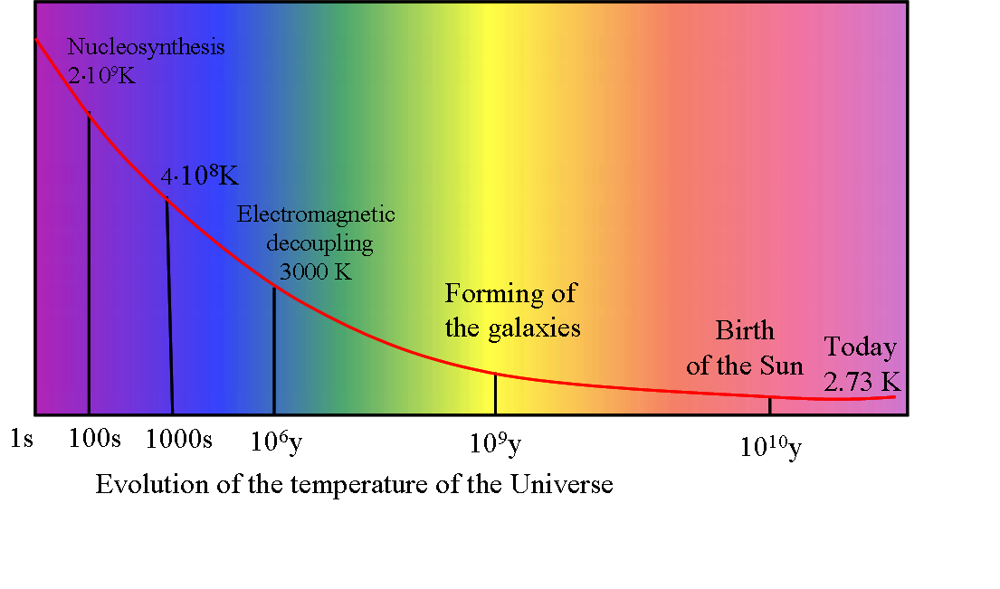 Nucleosynthesis
2·10⁹K
4·10⁸K
Electromagnetic
decoupling
3000 K
Forming of
the galaxies
Birth
of the Sun
Today
2.73 K
1s 100s 1000s 10⁶y 10⁹y 10¹⁰y
Evolution of the temperature of the Universe